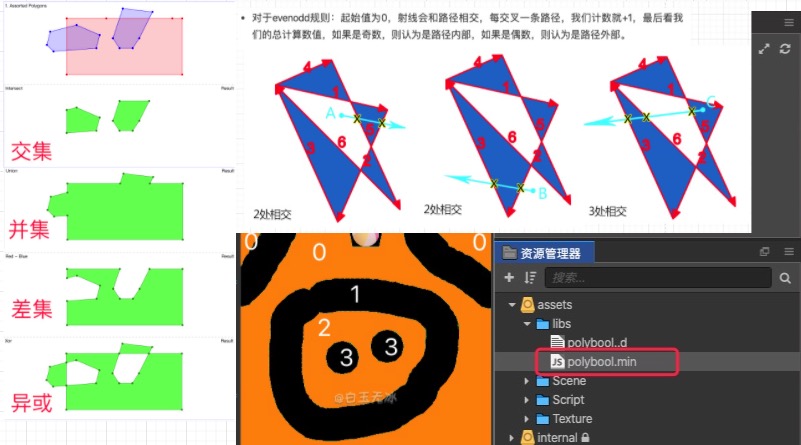 1. Assorted Polygons
Intersect
Result
交集
Union
Result
并集
Red - Blue
Result
差集
Xor
Result
异或
对于evenodd规则：起始值为0，射线会和路径相交，每交叉一条路径，我们计数就+1，最后看我
们的总计算数值，如果是奇数，则认为是路径内部，如果是偶数，则认为是路径外部。
4
1
A
X
X
5
6
3
2
2处相交
4
1
5
6
3
2
X
X
B
2处相交
4
1
C
X
X
X
5
6
3
2
3处相交
0
0
0
1
2
3
3
@白玉无冰
资源管理器
搜索...
assets
libs
polybool..d
JS
polybool.min
Scene
Script
Texture
internal